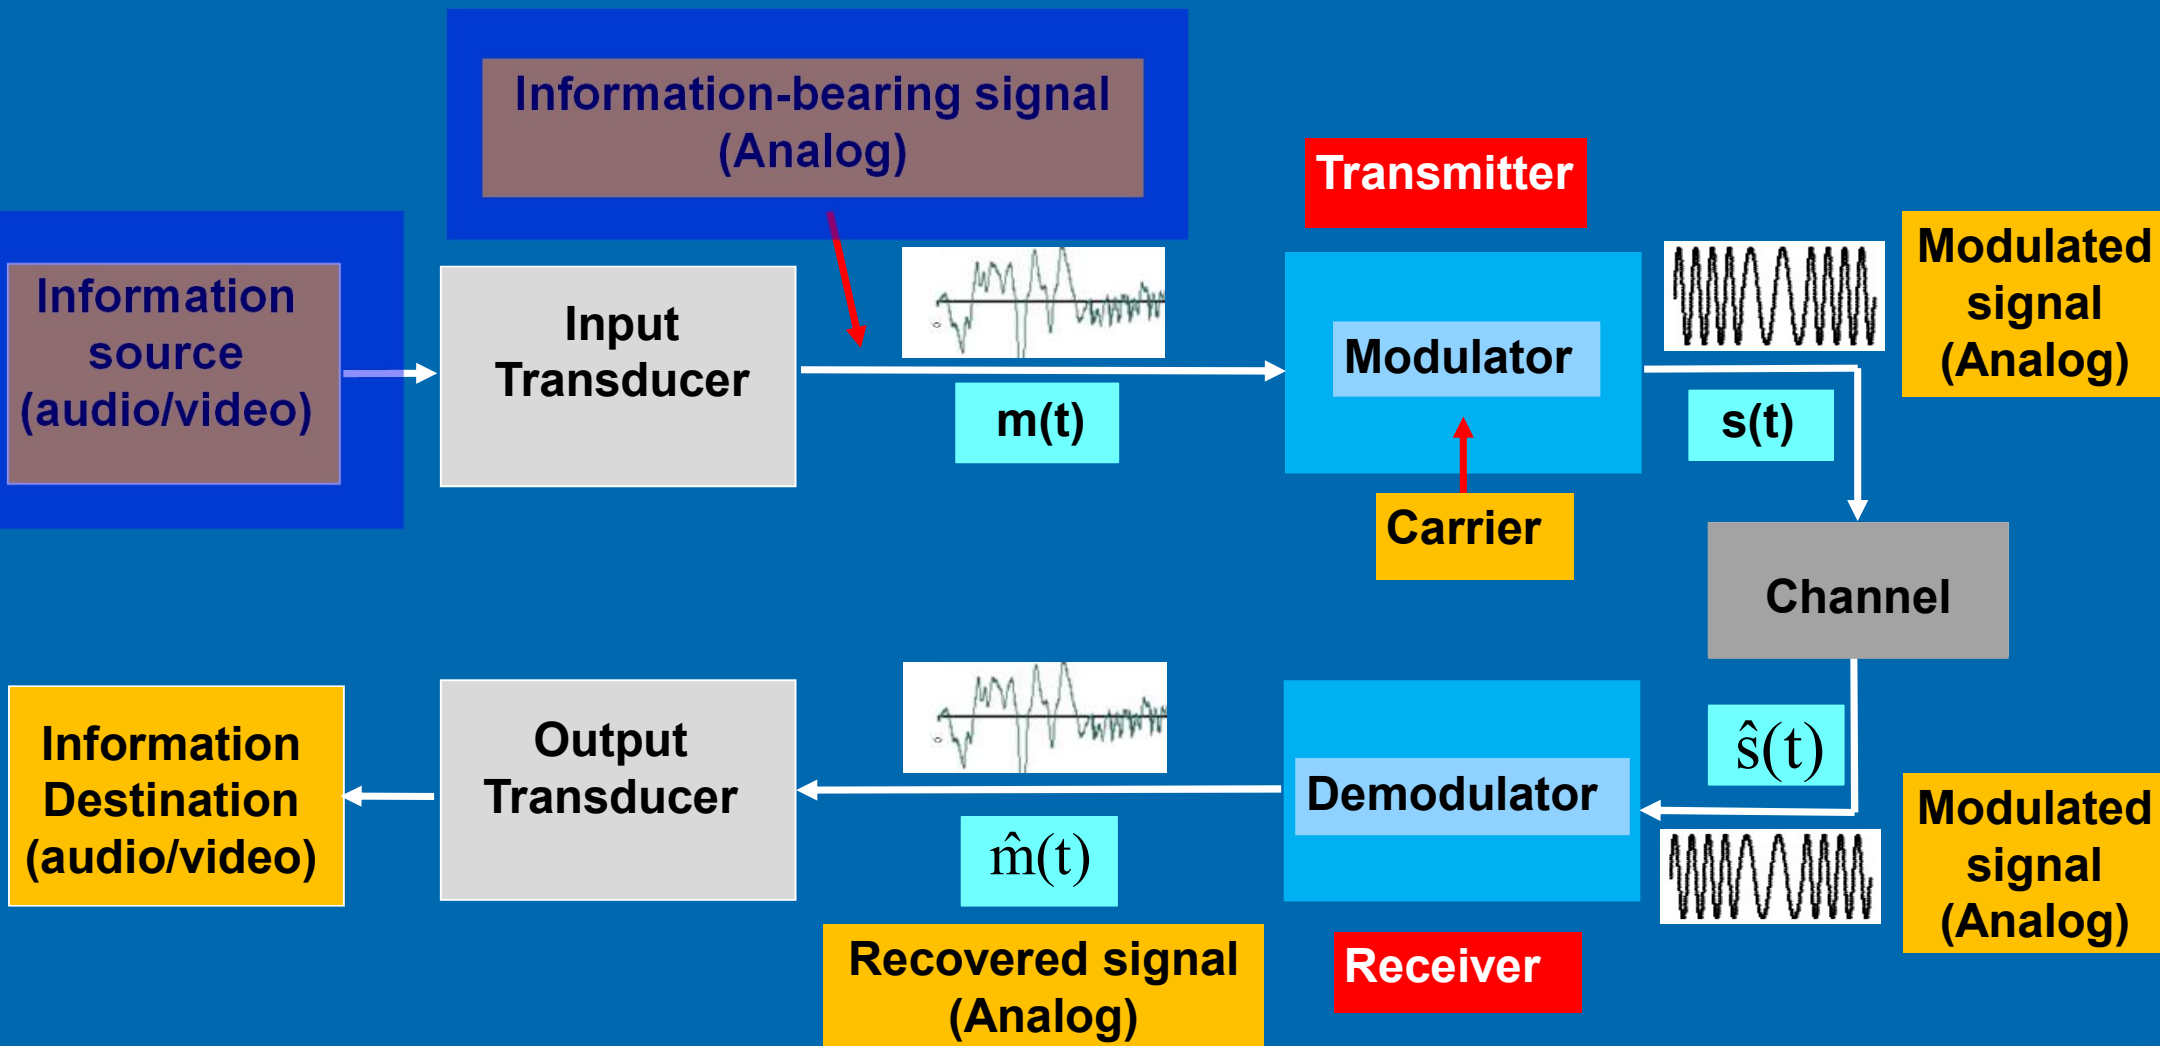 Information-bearing signal
(Analog)
Transmitter
Information
source
(audio/video)
Input
Transducer
m(t)
Modulator
s(t)
Modulated
signal
(Analog)
Carrier
Channel
Information
Destination
(audio/video)
Output
Transducer
m̂(t)
Recovered signal
(Analog)
Demodulator
Receiver
ŝ(t)
Modulated
signal
(Analog)